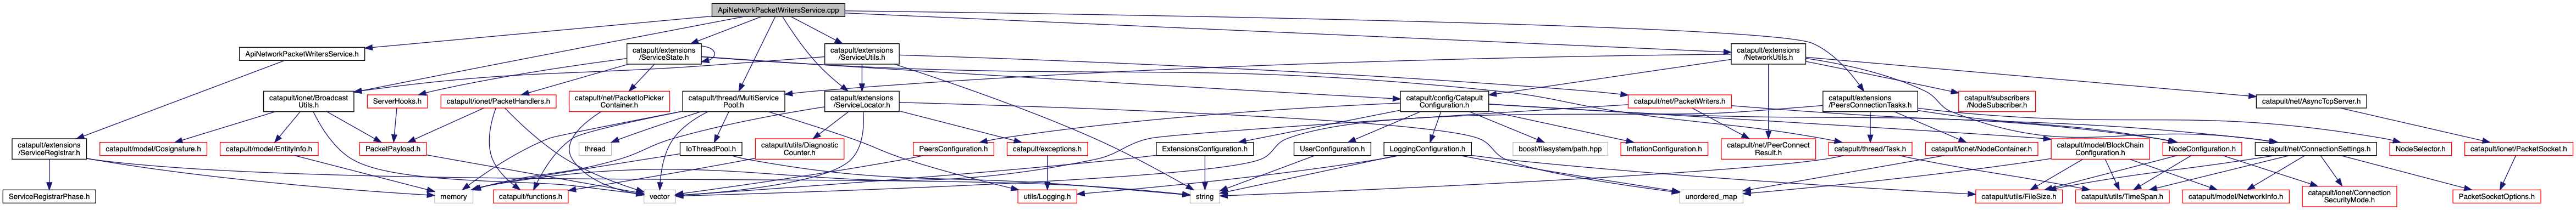 ApiNetworkPacketWritersService.cpp
ApiNetworkPacketWritersService.h
catapult/extensions
/ServiceState.h
catapult/extensions
/ServiceUtils.h
catapult/extensions
/NetworkUtils.h
catapult/ionet/Broadcast
Utils.h
ServerHooks.h
catapult/ionet/PacketHandlers.h
catapult/net/PacketIoPicker
Container.h
catapult/thread/MultiService
Pool.h
catapult/extensions
/ServiceLocator.h
catapult/config/Catapult
Configuration.h
catapult/net/PacketWriters.h
catapult/extensions
/PeersConnectionTasks.h
catapult/subscribers
/NodeSubscriber.h
catapult/net/AsyncTcpServer.h
catapult/extensions
/ServiceRegistrar.h
catapult/model/Cosignature.h
catapult/model/EntityInfo.h
PacketPayload.h
thread
IoThreadPool.h
catapult/utils/Diagnostic
Counter.h
PeersConfiguration.h
catapult/exceptions.h
ExtensionsConfiguration.h
UserConfiguration.h
LoggingConfiguration.h
boost/filesystem/path.hpp
InflationConfiguration.h
catapult/net/PeerConnect
Result.h
catapult/thread/Task.h
catapult/ionet/NodeContainer.h
catapult/model/BlockChain
Configuration.h
NodeConfiguration.h
catapult/net/ConnectionSettings.h
NodeSelector.h
catapult/ionet/PacketSocket.h
ServiceRegistrarPhase.h
memory
catapult/functions.h
vector
utils/Logging.h
string
unordered_map
catapult/utils/FileSize.h
catapult/utils/TimeSpan.h
catapult/model/NetworkInfo.h
catapult/ionet/Connection
SecurityMode.h
PacketSocketOptions.h